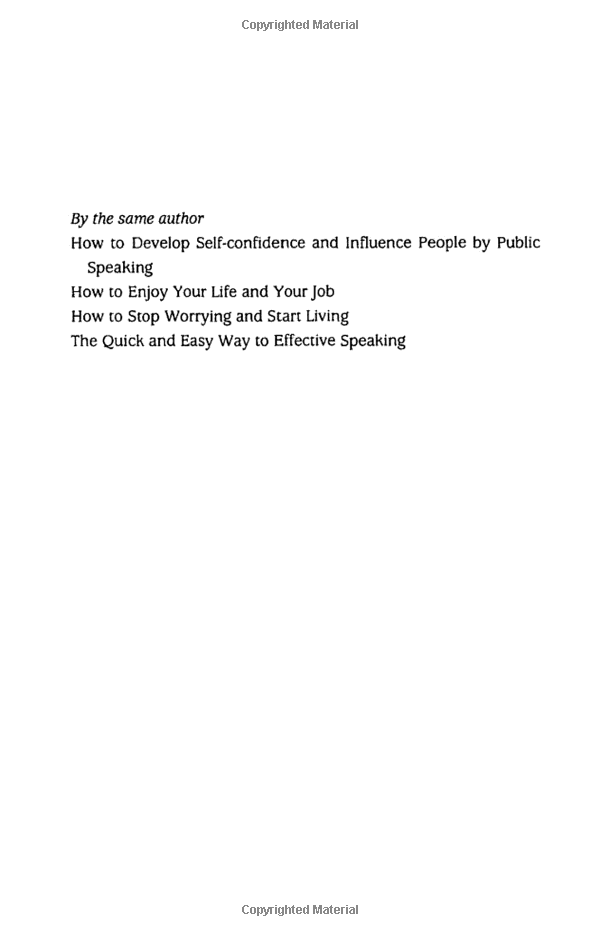 Copyrighted Material
By the same author
How to Develop Self-confidence and Influence People by Public
Speaking
How to Enjoy Your Life and Your Job
How to Stop Worrying and Start Living
The Quick and Easy Way to Effective Speaking
Copyrighted Material